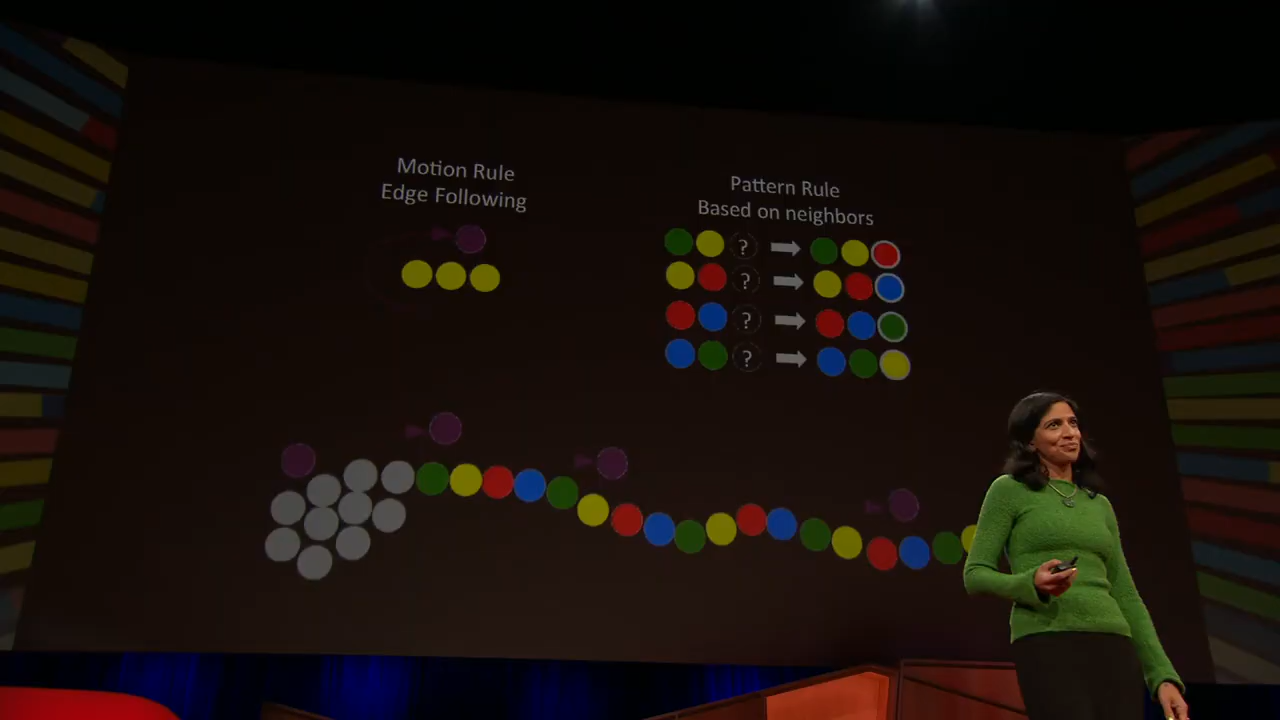 Motion Rule
Edge Following
Pattern Rule
Based on neighbors
?
?
?
?